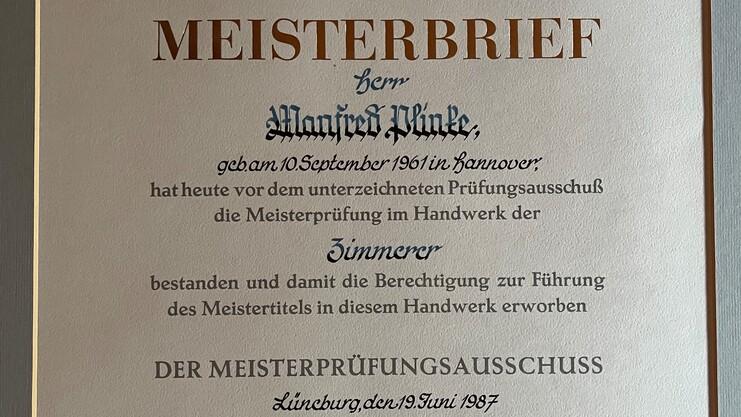 MEISTERBRIEF
Herr
Manfred Plinke,
geb.am 10.September 1961 in Hannover,
hat heute vor dem unterzeichneten Prüfungsausschuß
die Meisterprüfung im Handwerk der
Zimmerer
bestanden und damit die Berechtigung zur Führung
des Meistertitels in diesem Handwerk erworben
DER MEISTERPRÜFUNGSAUSSCHUSS
Lüneburg,den 19.Juni 1987